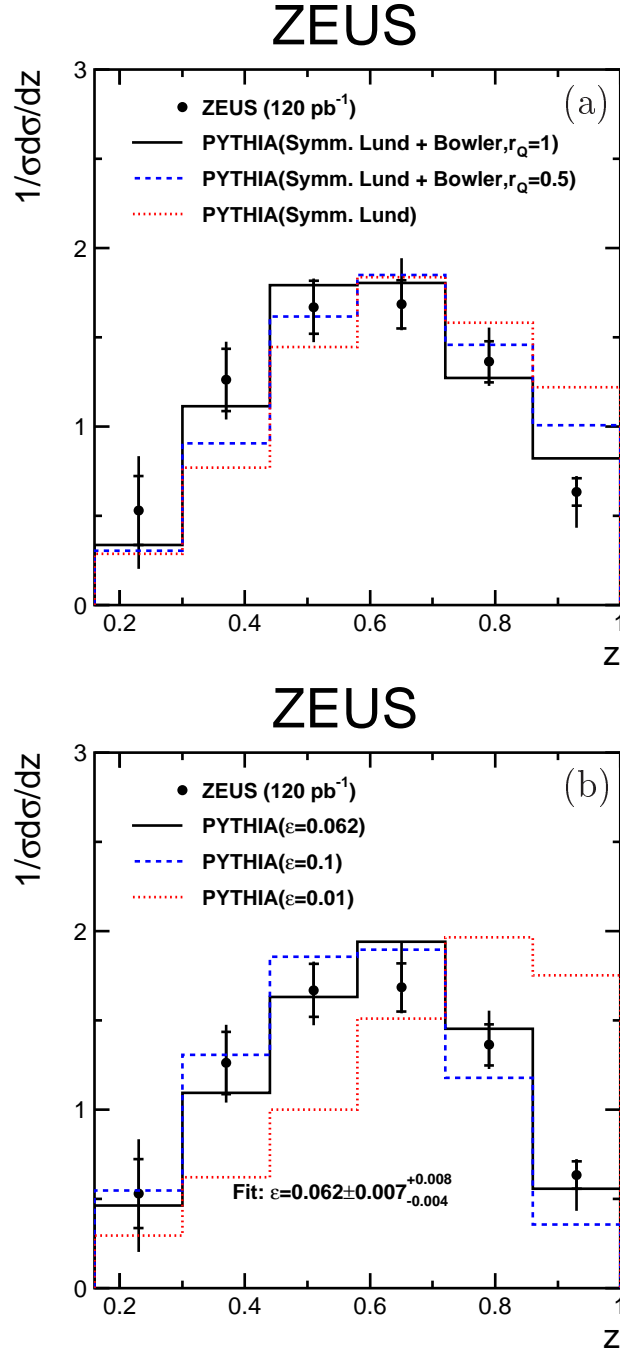 ZEUS
(a)
3
ZEUS (120 pb⁻¹)
PYTHIA(Symm. Lund + Bowler,r_Q=1)
PYTHIA(Symm. Lund + Bowler,r_Q=0.5)
PYTHIA(Symm. Lund)
1/σdσ/dz
2
1
0
0.2 0.4 0.6 0.8 1
z
ZEUS
(b)
3
ZEUS (120 pb⁻¹)
PYTHIA(ε=0.062)
PYTHIA(ε=0.1)
PYTHIA(ε=0.01)
1/σdσ/dz
2
1
Fit: ε=0.062±0.007 +0.008 -0.004
0
0.2 0.4 0.6 0.8 1
z